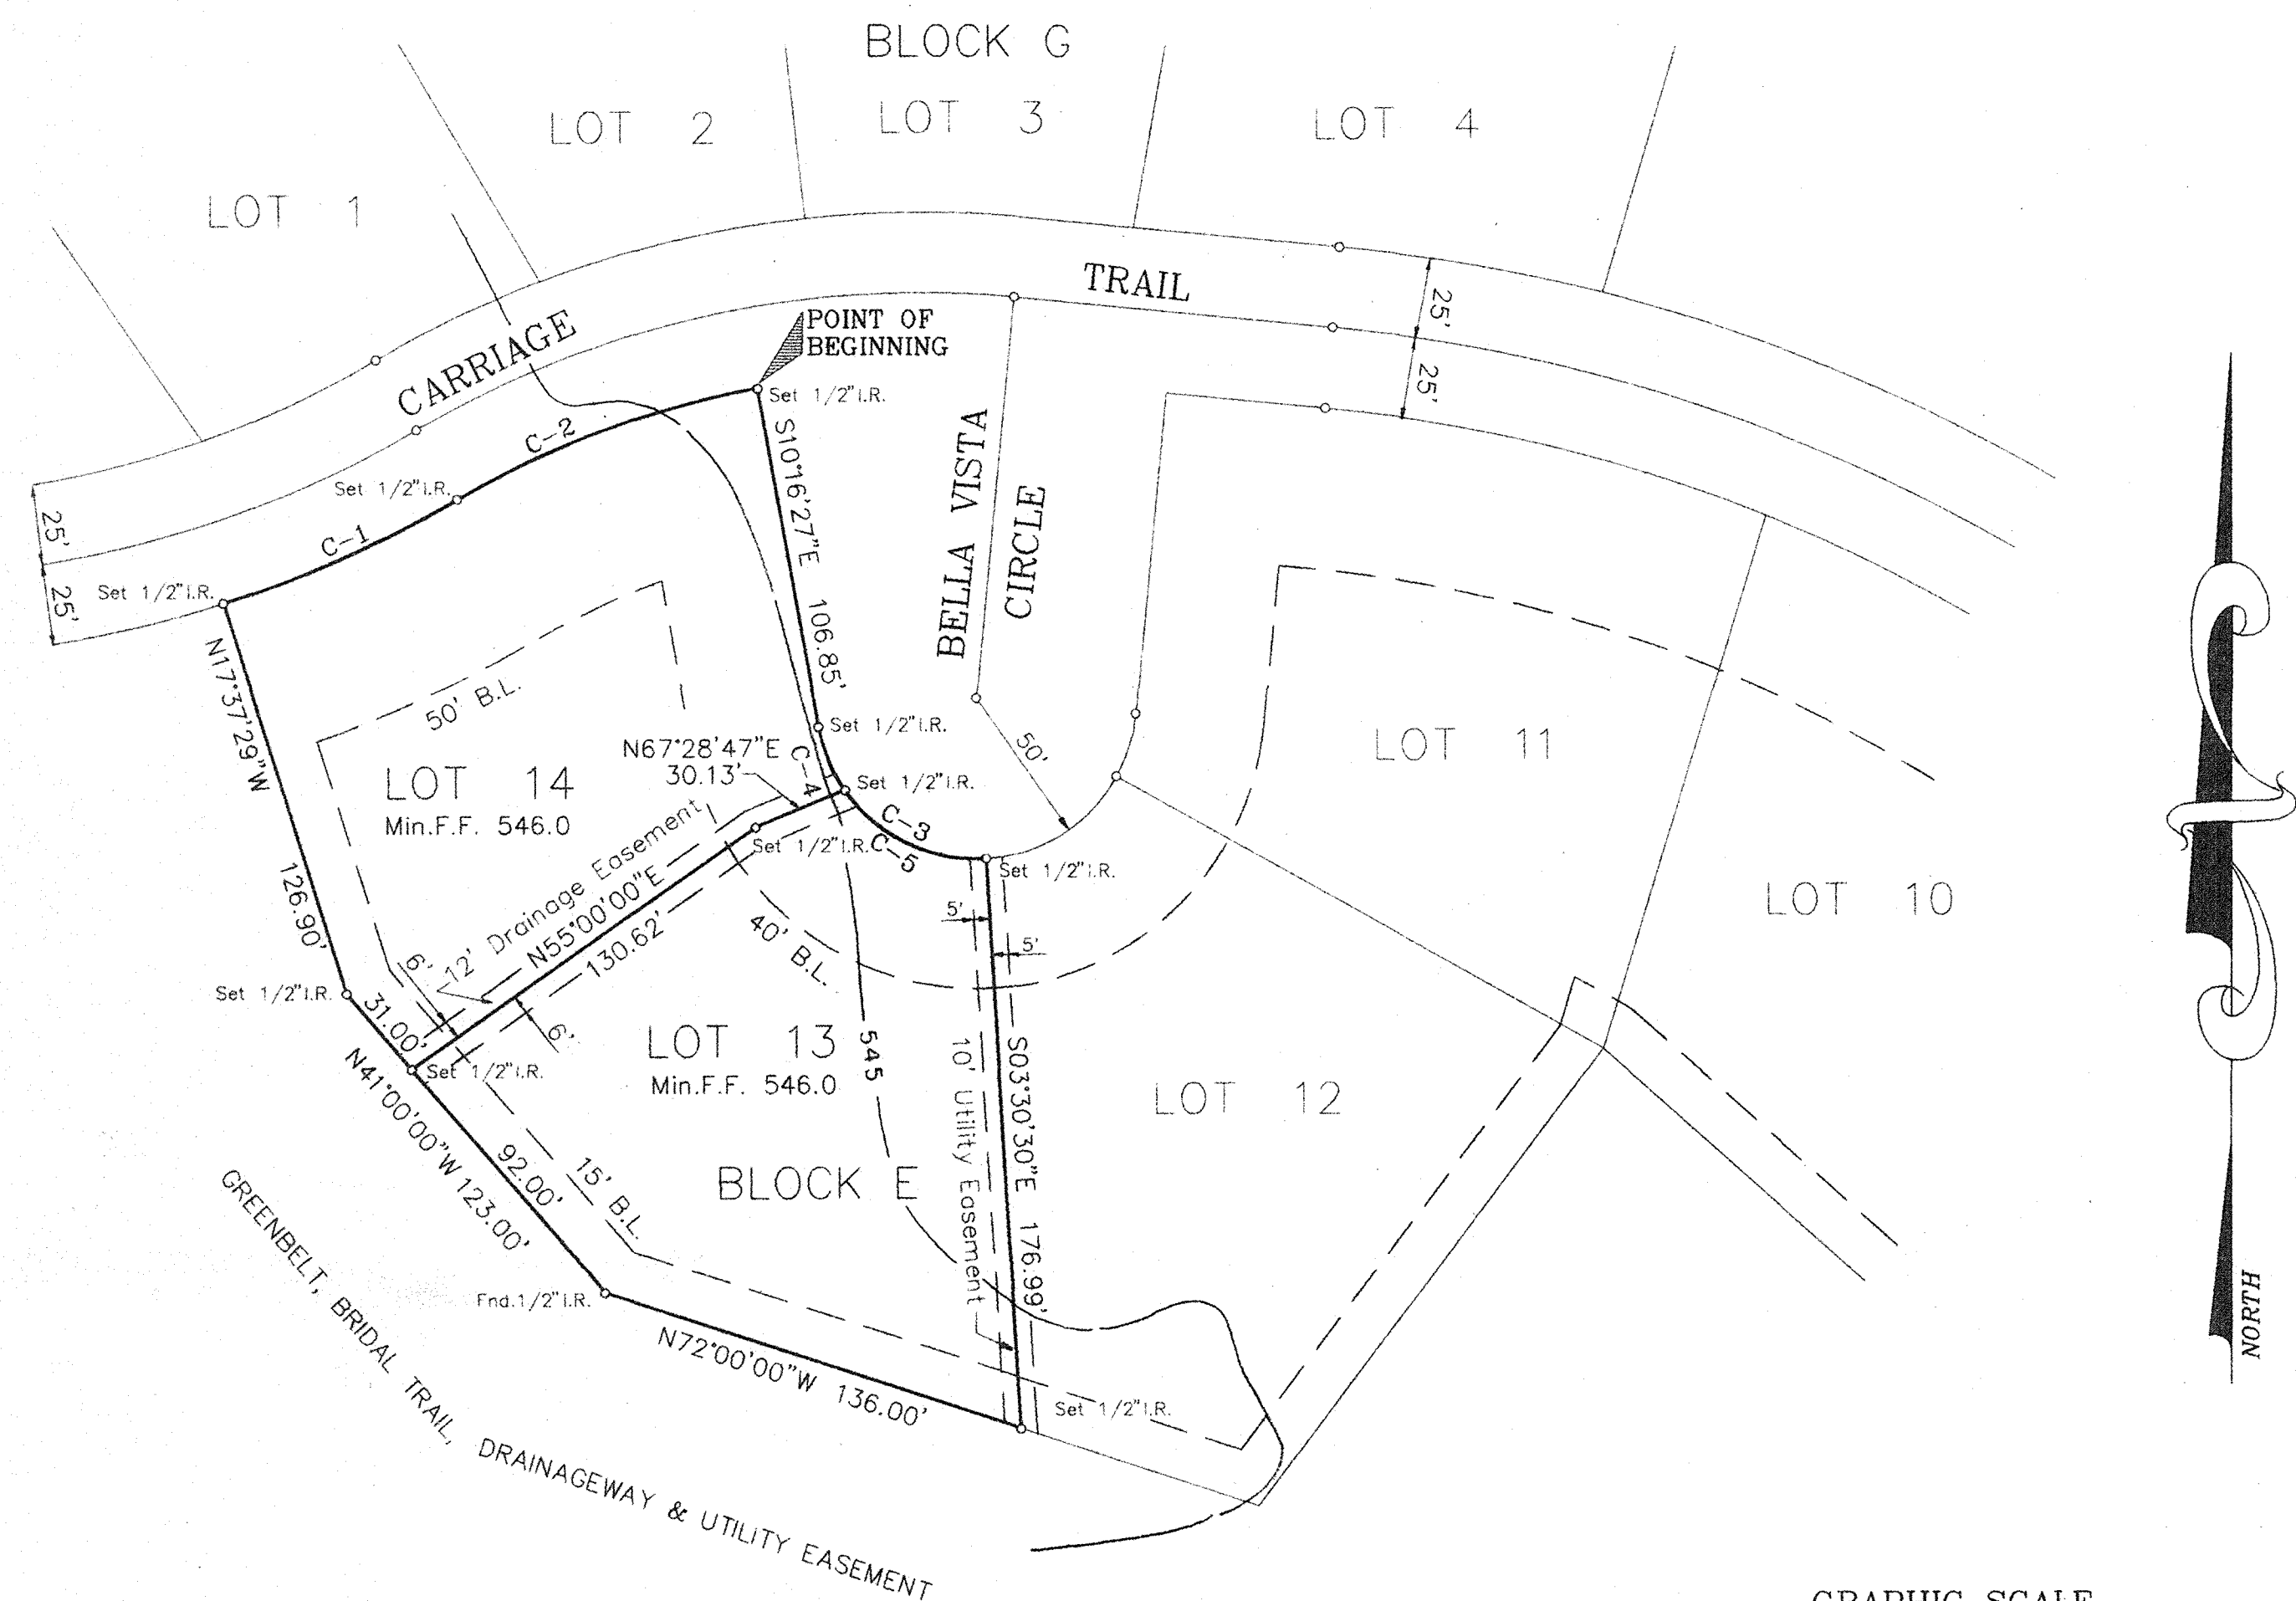 BLOCK G
LOT 1
LOT 2
LOT 3
LOT 4
CARRIAGE
TRAIL
25'
25'
POINT OF
BEGINNING
Set 1/2"I.R.
C-2
Set 1/2"I.R.
C-1
25'
25'
Set 1/2"I.R.
S10°16'27"E 106.85'
BELLA VISTA
CIRCLE
50'
N17°37'29"W
126.90'
50' B.L.
LOT 14
Min.F.F. 546.0
N67°28'47"E
30.13'
C-4
Set 1/2"I.R.
Set 1/2"I.R.
C-3
C-5
Set 1/2"I.R.
Set 1/2"I.R.
12' Drainage Easement
N55°00'00"E
130.62'
6'
6'
40' B.L.
5'
5'
LOT 11
LOT 10
Set 1/2"I.R.
31.00'
Set 1/2"I.R.
N41°00'00"W 123.00'
92.00'
15' B.L.
LOT 13
Min.F.F. 546.0
545
10' Utility Easement
S03°30'30"E 176.99'
LOT 12
BLOCK E
Fnd.1/2"I.R.
N72°00'00"W 136.00'
Set 1/2"I.R.
GREENBELT, BRIDAL TRAIL, DRAINAGEWAY & UTILITY EASEMENT
NORTH
GRAPHIC SCALE